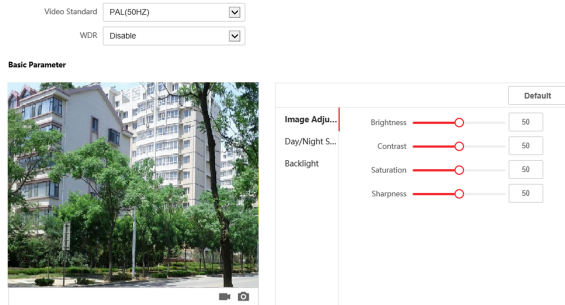 Video Standard PAL(50HZ)
WDR Disable
Basic Parameter
Default
Image Adju...
Day/Night S...
Backlight
Brightness 50
Contrast 50
Saturation 50
Sharpness 50